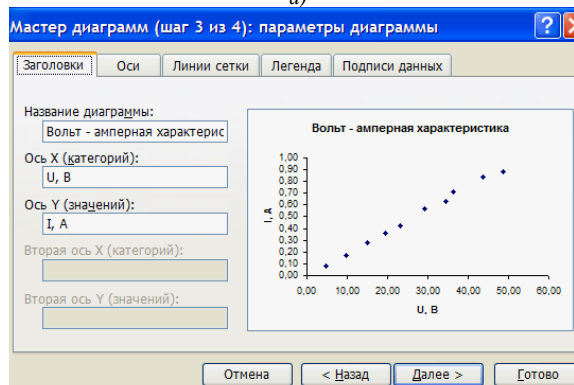 а)
Мастер диаграмм (шаг 3 из 4): параметры диаграммы
Заголовки Оси Линии сетки Легенда Подписи данных
Название диаграммы:
Вольт - амперная характерис
Ось X (категорий):
U, В
Ось Y (значений):
I, А
Вторая ось X (категорий):
Вторая ось Y (значений):
Вольт - амперная характеристика
I, А
1,00
0,90
0,80
0,70
0,60
0,50
0,40
0,30
0,20
0,10
0,00
0,00 10,00 20,00 30,00 40,00 50,00 60,00
U, В
Отмена < Назад Далее > Готово